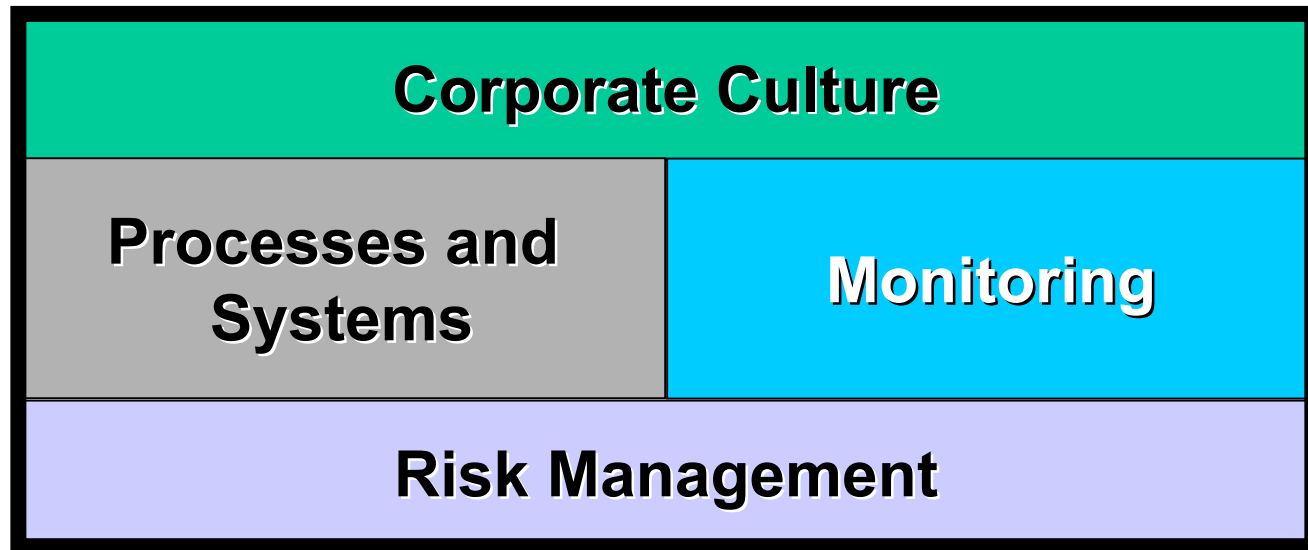 Corporate Culture
Processes and
Systems
Monitoring
Risk Management